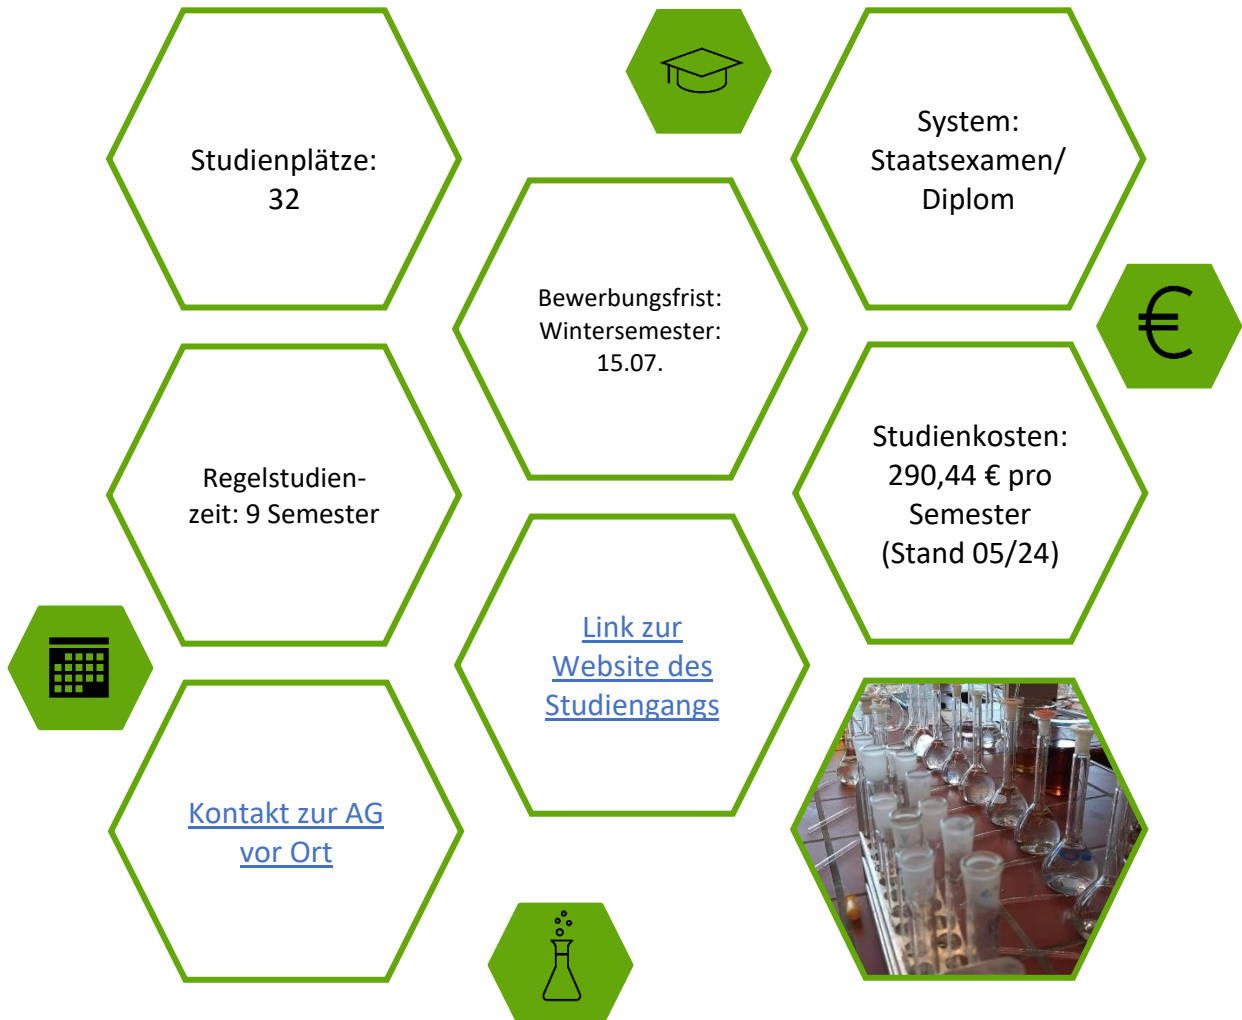 Studienplätze:
32
System:
Staatsexamen/
Diplom
Bewerbungsfrist:
Wintersemester:
15.07.
Regelstudien-
zeit: 9 Semester
Studienkosten:
290,44 € pro
Semester
(Stand 05/24)
Link zur
Website des
Studiengangs
Kontakt zur AG
vor Ort